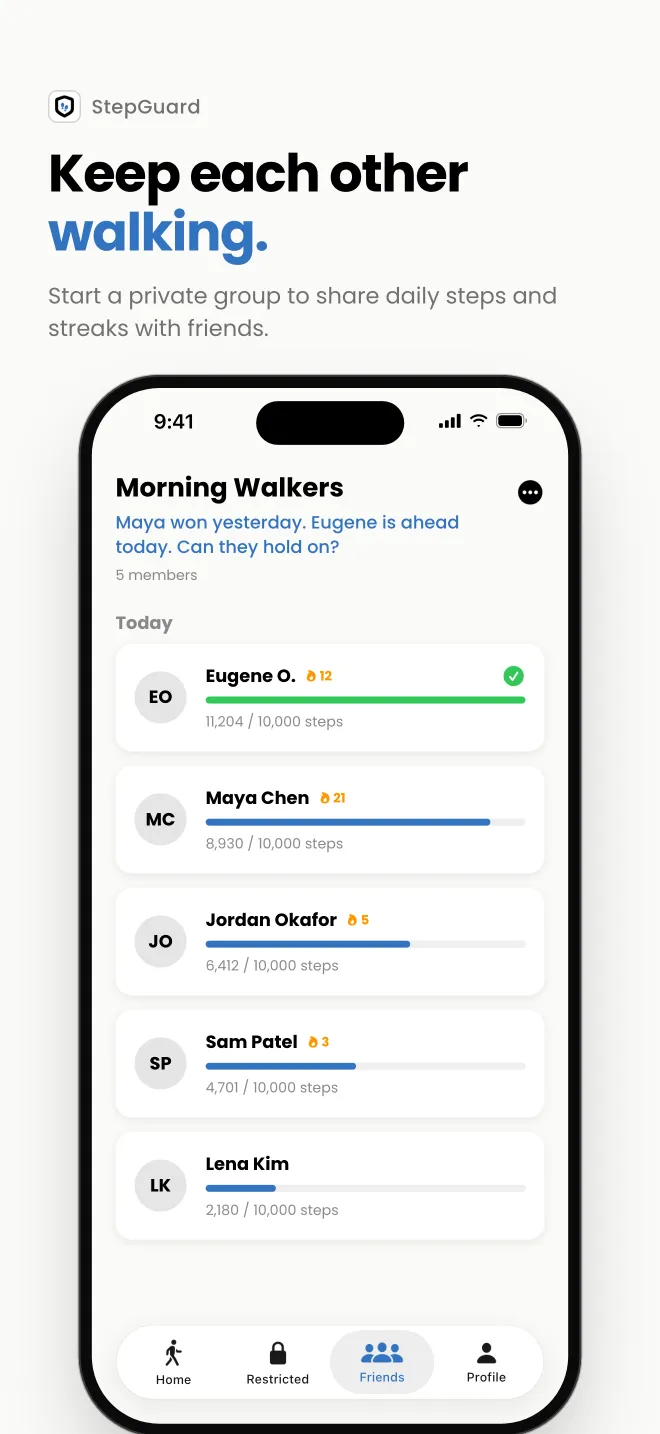 StepGuard
Keep each other
walking.
Start a private group to share daily steps and
streaks with friends.
9:41
Morning Walkers
Maya won yesterday. Eugene is ahead
today. Can they hold on?
5 members
Today
EO
Eugene O. 12
11,204 / 10,000 steps
MC
Maya Chen 21
8,930 / 10,000 steps
JO
Jordan Okafor 5
6,412 / 10,000 steps
SP
Sam Patel 3
4,701 / 10,000 steps
LK
Lena Kim
2,180 / 10,000 steps
Home Restricted Friends Profile